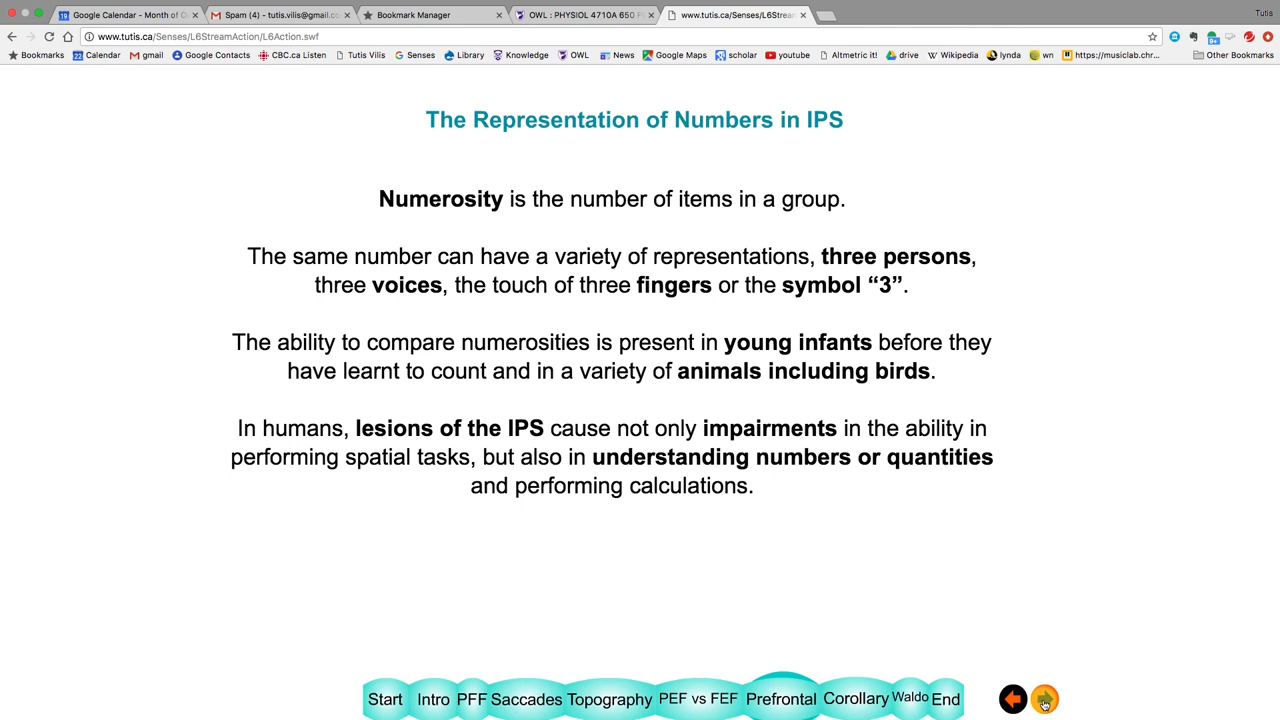 Google Calendar - Month of O
Spam (4) - tutis.vilis@gmail.co
Bookmark Manager
OWL : PHYSIOL 4710A 650 F
www.tutis.ca/Senses/L6Strean
Tutis
www.tutis.ca/Senses/L6StreamAction/L6Action.swf
Bookmarks
22 Calendar
gmail
Google Contacts
CBC.ca Listen
Tutis Vilis
Senses
Library
Knowledge
OWL
News
Google Maps
scholar
youtube
Altmetric it!
drive
Wikipedia
lynda
wn
https://musiclab.chr...
Other Bookmarks
The Representation of Numbers in IPS
Numerosity is the number of items in a group.
The same number can have a variety of representations, three persons,
three voices, the touch of three fingers or the symbol “3”.
The ability to compare numerosities is present in young infants before they
have learnt to count and in a variety of animals including birds.
In humans, lesions of the IPS cause not only impairments in the ability in
performing spatial tasks, but also in understanding numbers or quantities
and performing calculations.
Start
Intro
PFF
Saccades
Topography
PEF vs FEF
Prefrontal
Corollary
Waldo
End